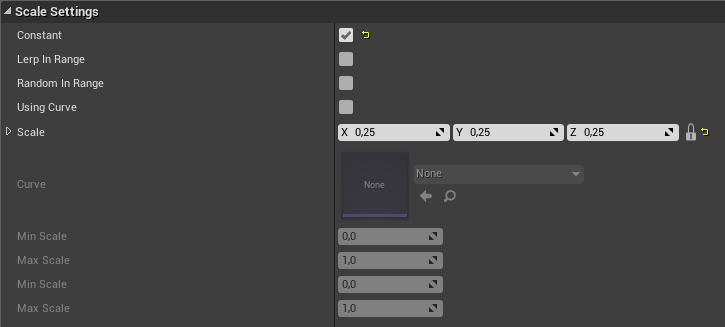 Scale Settings
Constant
Lerp In Range
Random In Range
Using Curve
Scale X 0,25 Y 0,25 Z 0,25
Curve None None
Min Scale 0,0
Max Scale 1,0
Min Scale 0,0
Max Scale 1,0